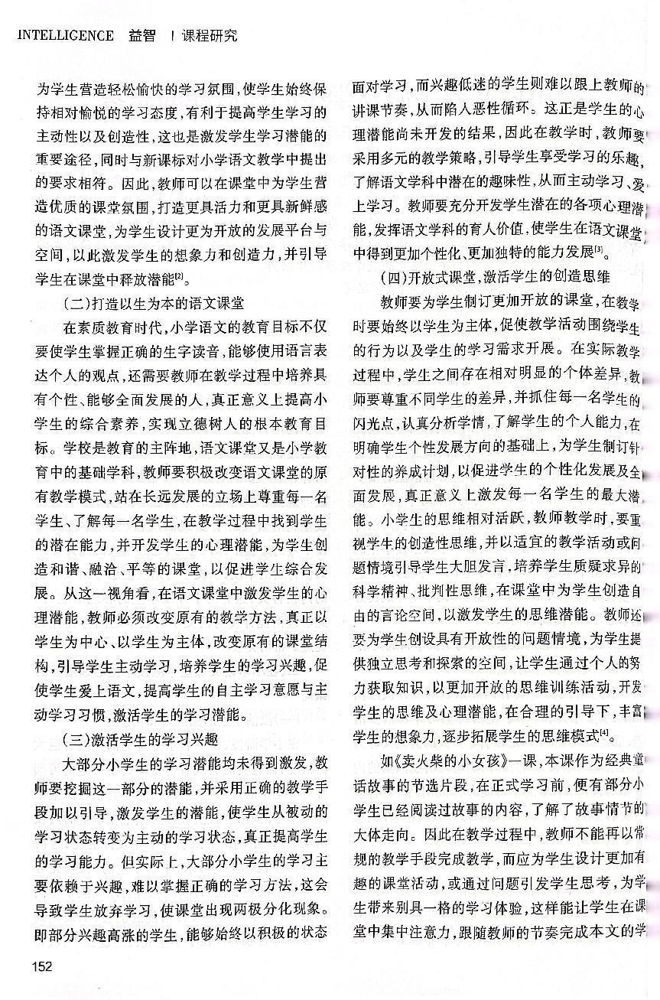 INTELLIGENCE 益智 | 课程研究
为学生营造轻松愉快的学习氛围,使学生始终保
持相对愉悦的学习态度,有利于提高学生学习的
主动性以及创造性,这也是激发学生学习潜能的
重要途径,同时与新课标对小学语文教学中提出
的要求相符。因此,教师可以在课堂中为学生营
造优质的课堂氛围,打造更具活力和更具新鲜感
的语文课堂,为学生设计更为开放的发展平台与
空间,以此激发学生的想象力和创造力,并引导
学生在课堂中释放潜能[2]。
(二)打造以生为本的语文课堂
在素质教育时代,小学语文的教育目标不仅
要使学生掌握正确的生字读音,能够使用语言表
达个人的观点,还需要教师在教学过程中培养具
有个性、能够全面发展的人,真正意义上提高小
学生的综合素养,实现立德树人的根本教育目
标。学校是教育的主阵地,语文课堂又是小学教
育中的基础学科,教师要积极改变语文课堂的原
有教学模式,站在长远发展的立场上尊重每一名
学生、了解每一名学生,在教学过程中找到学生
的潜在能力,并开发学生的心理潜能,为学生创
造和谐、融洽、平等的课堂,以促进学生综合发
展。从这一视角看,在语文课堂中激发学生的心
理潜能,教师必须改变原有的教学方法,真正以
学生为中心、以学生为主体,改变原有的课堂结
构,引导学生主动学习,培养学生的学习兴趣,促
使学生爱上语文,提高学生的自主学习意愿与主
动学习习惯,激活学生的学习潜能。
(三)激活学生的学习兴趣
大部分小学生的学习潜能均未得到激发,教
师要挖掘这一部分的潜能,并采用正确的教学手
段加以引导,激发学生的潜能,使学生从被动的
学习状态转变为主动的学习状态,真正提高学生
的学习能力。但实际上,大部分小学生的学习主
要依赖于兴趣,难以掌握正确的学习方法,这会
导致学生放弃学习,使课堂出现两极分化现象。
即部分兴趣高涨的学生,能够始终以积极的状态
面对学习,而兴趣低迷的学生则难以跟上教师的
讲课节奏,从而陷入恶性循环。这正是学生的心
理潜能尚未开发的结果,因此在教学时,教师要
采用多元的教学策略,引导学生享受学习的乐趣,
了解语文学科中潜在的趣味性,从而主动学习、爱
上学习。教师要充分开发学生潜在的各项心理潜
能,发挥语文学科的育人价值,使学生在语文课堂
中得到更加个性化、更加独特的能力发展[3]。
(四)开放式课堂,激活学生的创造思维
教师要为学生制订更加开放的课堂,在教学
时要始终以学生为主体,促使教学活动围绕学生
的行为以及学生的学习需求开展。在实际教学
过程中,学生之间存在相对明显的个体差异,教
师要尊重不同学生的差异,并抓住每一名学生的
闪光点,认真分析学情,了解学生的个人能力,在
明确学生个性发展方向的基础上,为学生制订针
对性的养成计划,以促进学生的个性化发展及全
面发展,真正意义上激发每一名学生的最大潜
能。小学生的思维相对活跃,教师教学时,要重
视学生的创造性思维,并以适宜的教学活动或问
题情境引导学生大胆发言,培养学生质疑求异的
科学精神、批判性思维,在课堂中为学生创造自
由的言论空间,以激发学生的思维潜能。教师还
要为学生创设具有开放性的问题情境,为学生提
供独立思考和探索的空间,让学生通过个人的努
力获取知识,以更加开放的思维训练活动,开发
学生的思维及心理潜能,在合理的引导下,丰富
学生的想象力,逐步拓展学生的思维模式[4]。
如《卖火柴的小女孩》一课,本课作为经典童
话故事的节选片段,在正式学习前,便有部分小
学生已经阅读过故事的内容,了解了故事情节的
大体走向。因此在教学过程中,教师不能再以常
规的教学手段完成教学,而应为学生设计更加有
趣的课堂活动,或通过问题引发学生思考,为学
生带来别具一格的学习体验,这样能让学生在课
堂中集中注意力,跟随教师的节奏完成本文的学
152